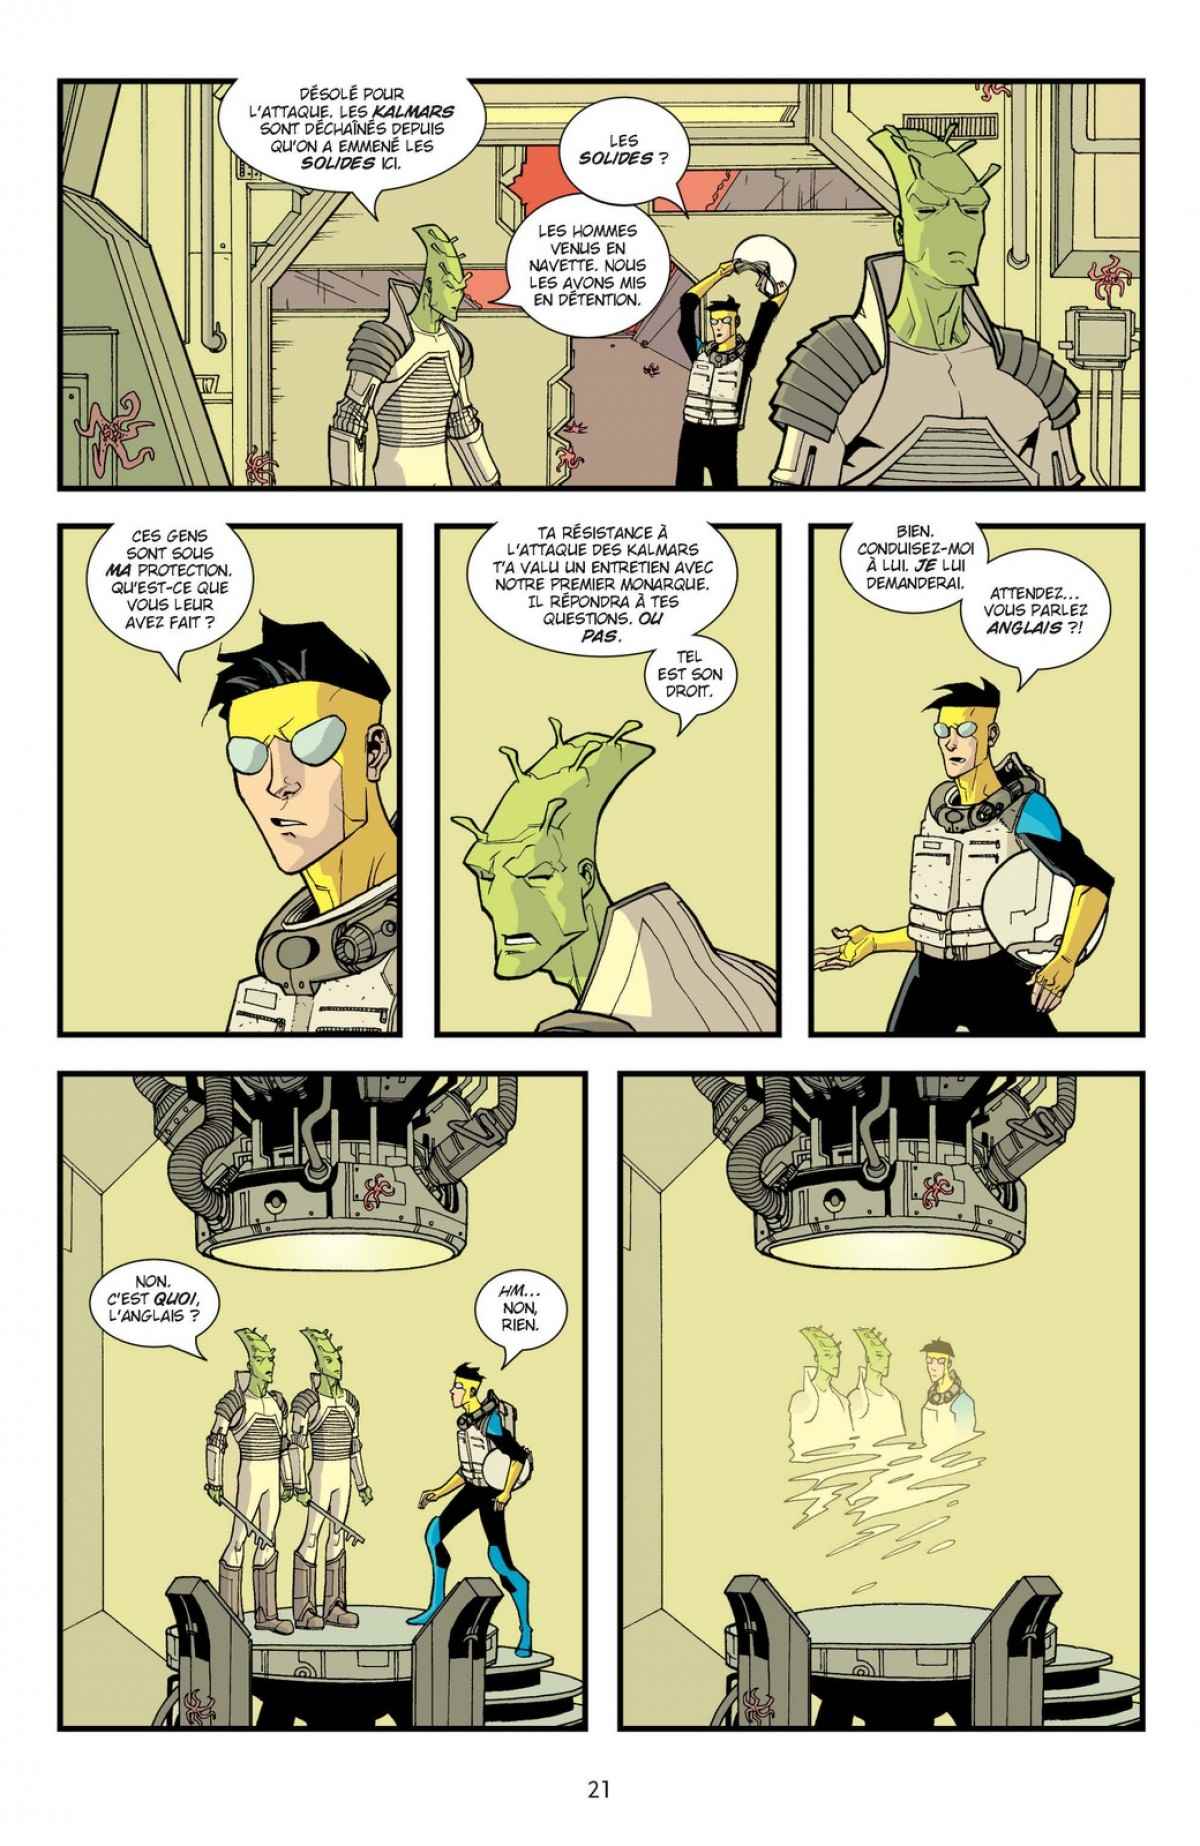 DÉSOLÉ POUR
L'ATTAQUE. LES KALMARS
SONT DÉCHAÎNÉS DEPUIS
QU'ON A EMMENÉ LES
SOLIDES ICI.
LES
SOLIDES ?
LES HOMMES
VENUS EN
NAVETTE. NOUS
LES AVONS MIS
EN DÉTENTION.
CES GENS
SONT SOUS
MA PROTECTION.
QU'EST-CE QUE
VOUS LEUR
AVEZ FAIT ?
TA RÉSISTANCE À
L'ATTAQUE DES KALMARS
T'A VALU UN ENTRETIEN AVEC
NOTRE PREMIER MONARQUE.
IL RÉPONDRA À TES
QUESTIONS. OU
PAS.
TEL
EST SON
DROIT.
BIEN.
CONDUISEZ-MOI
À LUI. JE LUI
DEMANDERAI.
ATTENDEZ...
VOUS PARLEZ
ANGLAIS ?!
NON.
C'EST QUOI,
L'ANGLAIS ?
HM...
NON,
RIEN.
21